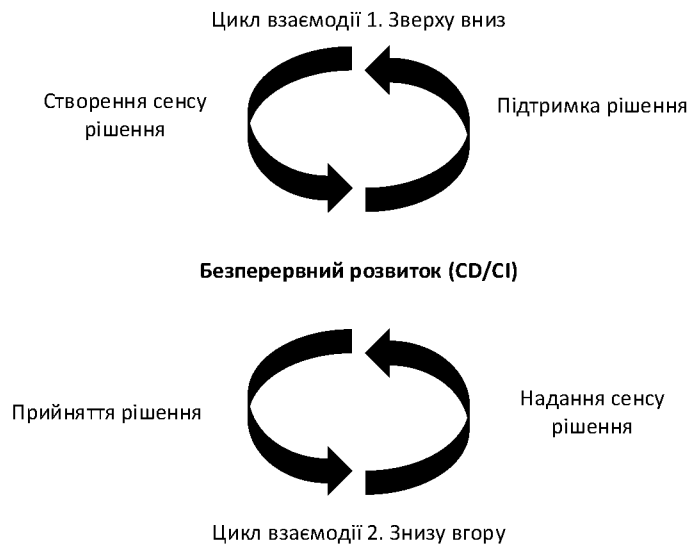 Цикл взаємодії 1. Зверху вниз
Створення сенсу
рішення
Підтримка рішення
Безперервний розвиток (CD/CI)
Прийняття рішення
Надання сенсу
рішення
Цикл взаємодії 2. Знизу вгору